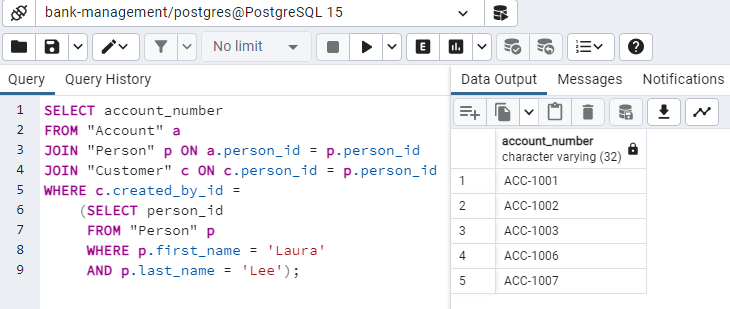 bank-management/postgres@PostgreSQL 15
No limit
E
Query
Query History
1 SELECT account_number
2 FROM "Account" a
3 JOIN "Person" p ON a.person_id = p.person_id
4 JOIN "Customer" c ON c.person_id = p.person_id
5 WHERE c.created_by_id =
6 (SELECT person_id
7 FROM "Person" p
8 WHERE p.first_name = 'Laura'
9 AND p.last_name = 'Lee');
Data Output
Messages
Notifications
account_number
character varying (32)
1 ACC-1001
2 ACC-1002
3 ACC-1003
4 ACC-1006
5 ACC-1007